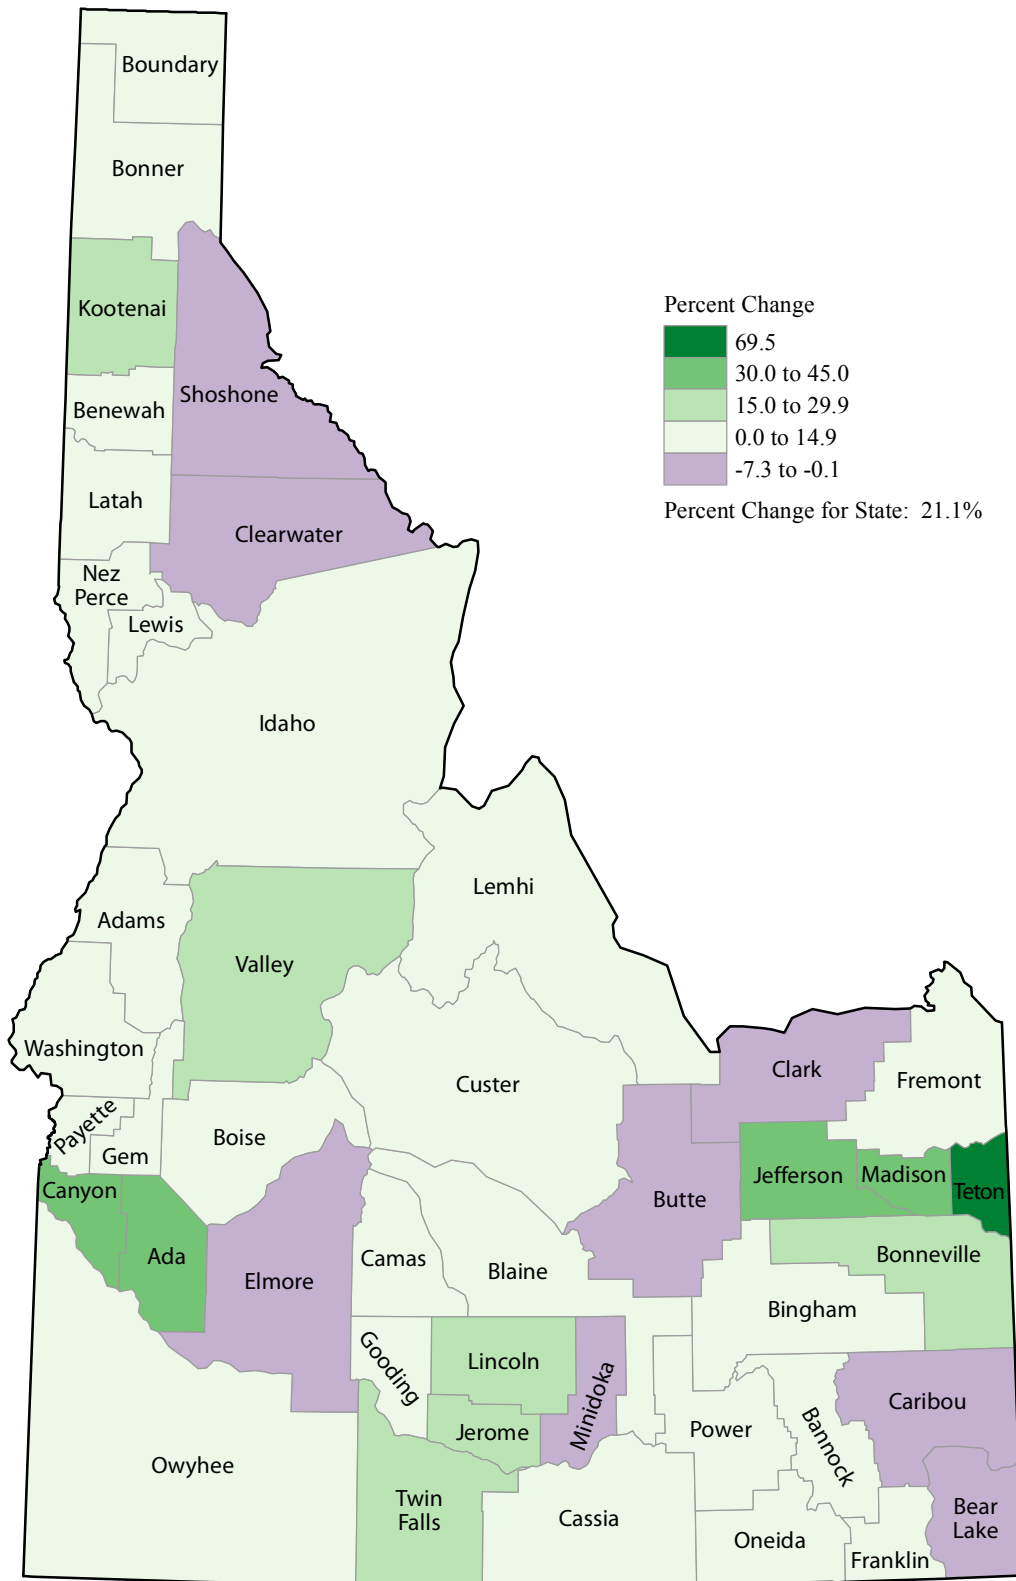 Boundary
Bonner
Kootenai
Percent Change
69.5
30.0 to 45.0
15.0 to 29.9
0.0 to 14.9
-7.3 to -0.1
Percent Change for State: 21.1%
Shoshone
Benewah
Latah
Clearwater
Nez
Perce
Lewis
Idaho
Lemhi
Adams
Valley
Washington
Custer
Clark
Fremont
Payette
Boise
Gem
Canyon
Jefferson
Madison
Teton
Butte
Ada
Elmore
Camas
Blaine
Bonneville
Bingham
Gooding
Lincoln
Minidoka
Jerome
Power
Bannock
Caribou
Owyhee
Twin
Falls
Cassia
Oneida
Bear
Lake
Franklin